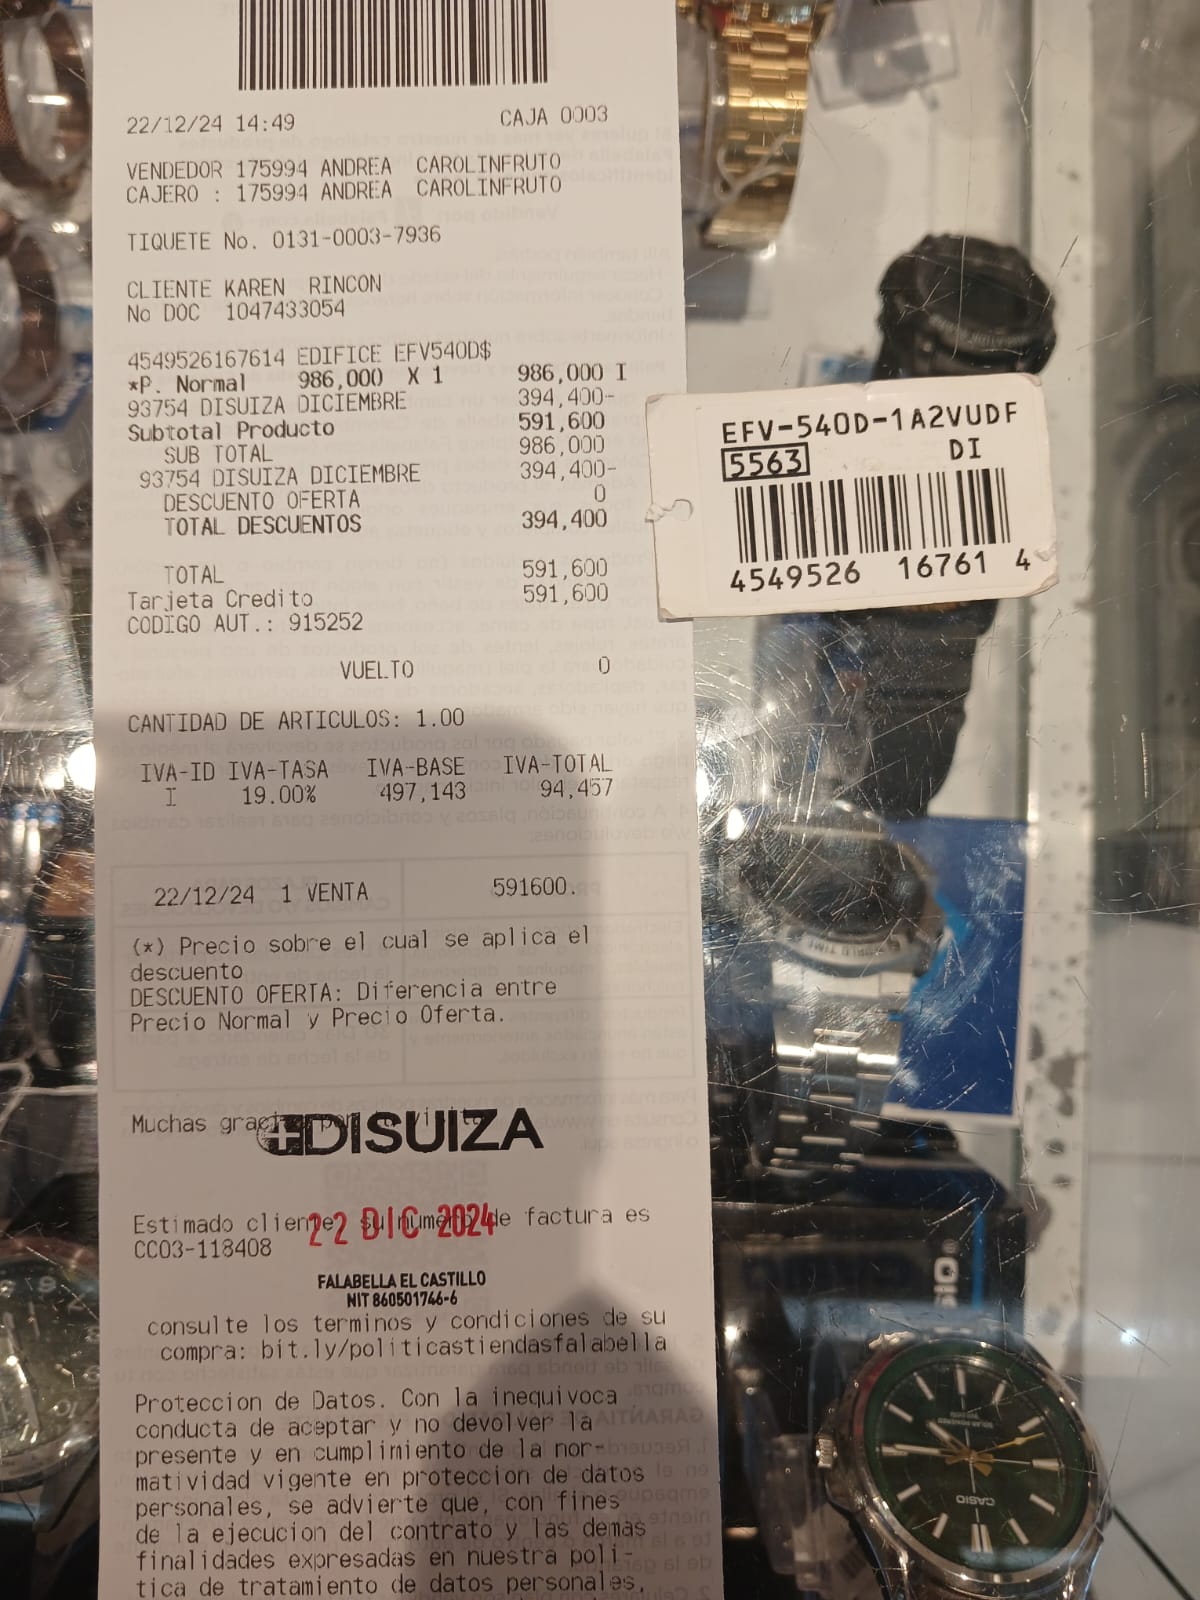 22/12/24 14:49 CAJA 0003
VENDEDOR 175994 ANDREA CAROLINFRUTO
CAJERO : 175994 ANDREA CAROLINFRUTO
TIQUETE No. 0131-0003-7936
CLIENTE KAREN RINCON
No DOC 1047433054
4549526167614 EDIFICE EFV540D$
*P. Normal 986,000 X 1 986,000 I
93754 DISUIZA DICIEMBRE 394,400-
Subtotal Producto 591,600
SUB TOTAL 986,000
93754 DISUIZA DICIEMBRE 394,400-
DESCUENTO OFERTA 0
TOTAL DESCUENTOS 394,400
TOTAL 591,600
Tarjeta Credito 591,600
CODIGO AUT.: 915252
VUELTO 0
CANTIDAD DE ARTICULOS: 1.00
IVA-ID IVA-TASA IVA-BASE IVA-TOTAL
I 19.00% 497,143 94,457
22/12/24 1 VENTA 591600.
(*) Precio sobre el cual se aplica el
descuento
DESCUENTO OFERTA: Diferencia entre
Precio Normal y Precio Oferta.
Muchas gracias por tu visita
DISUIZA
Estimado cliente su numero de factura es
22 DIC 2024
CC03-118408
FALABELLA EL CASTILLO
NIT 860501746-6
consulte los terminos y condiciones de su
compra: bit.ly/politicastiendasfalabella
Proteccion de Datos. Con la inequivoca
conducta de aceptar y no devolver la
presente y en cumplimiento de la nor-
matividad vigente en proteccion de datos
personales, se advierte que, con fines
de la ejecucion del contrato y las demas
finalidades expresadas en nuestra poli-
tica de tratamiento de datos personales,
EFV-540D-1A2VUDF
5563 DI
4549526 16761 4
CASIO